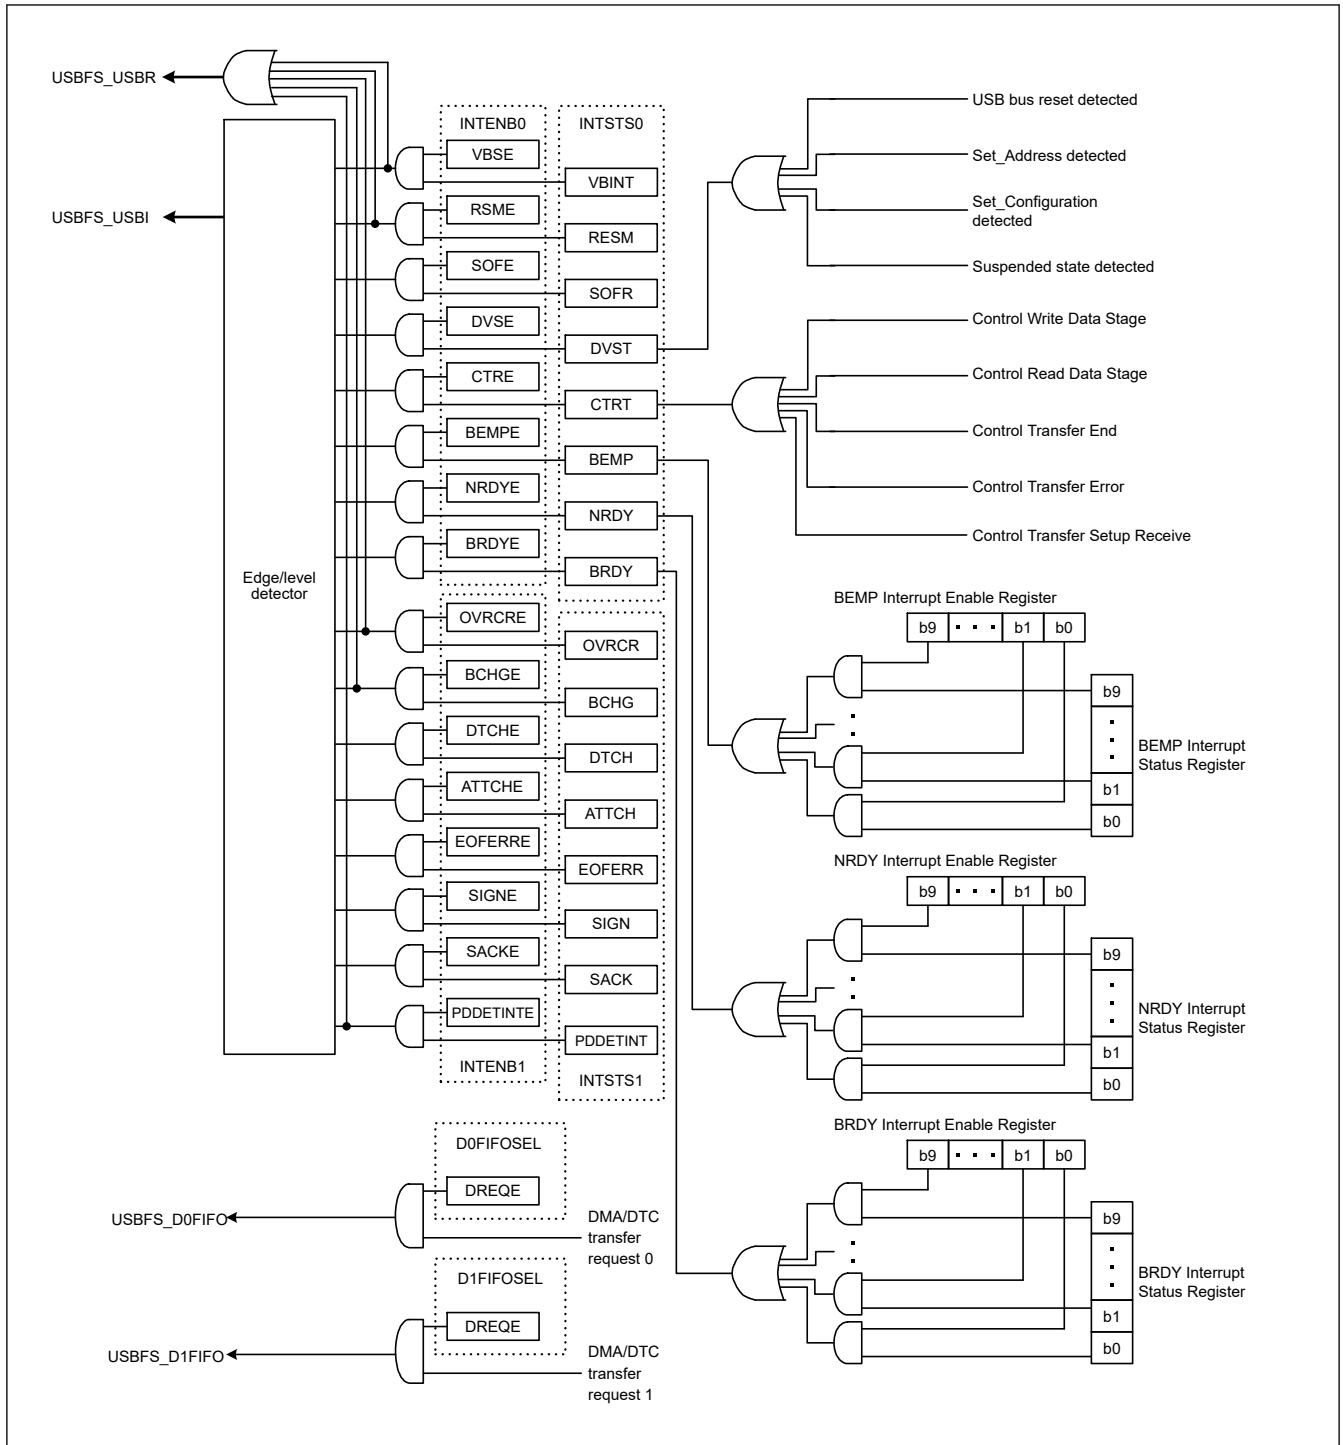 USBFS_USBR
USBFS_USBI
Edge/level
detector
INTENB0
VBSE
RSME
SOFE
DVSE
CTRE
BEMPE
NRDYE
BRDYE
OVRCRE
BCHGE
DTCHE
ATTCHE
EOFERRE
SIGNE
SACKE
PDDETINTE
INTENB1
INTSTS0
VBINT
RESM
SOFR
DVST
CTRT
BEMP
NRDY
BRDY
OVRCR
BCHG
DTCH
ATTCH
EOFERR
SIGN
SACK
PDDETINT
INTSTS1
USB bus reset detected
Set_Address detected
Set_Configuration
detected
Suspended state detected
Control Write Data Stage
Control Read Data Stage
Control Transfer End
Control Transfer Error
Control Transfer Setup Receive
BEMP Interrupt Enable Register
b9 · · · b1 b0
b9
b1
b0
BEMP Interrupt
Status Register
NRDY Interrupt Enable Register
b9 · · · b1 b0
b9
b1
b0
NRDY Interrupt
Status Register
BRDY Interrupt Enable Register
b9 · · · b1 b0
b9
b1
b0
BRDY Interrupt
Status Register
D0FIFOSEL
DREQE
USBFS_D0FIFO
DMA/DTC
transfer
request 0
D1FIFOSEL
DREQE
USBFS_D1FIFO
DMA/DTC
transfer
request 1